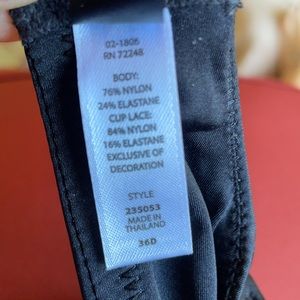 02-1806
RN 72248
BODY:
76% NYLON
24% ELASTANE
CUP LACE:
84% NYLON
16% ELASTANE
EXCLUSIVE OF
DECORATION
STYLE
235053
MADE IN
THAILAND
36D